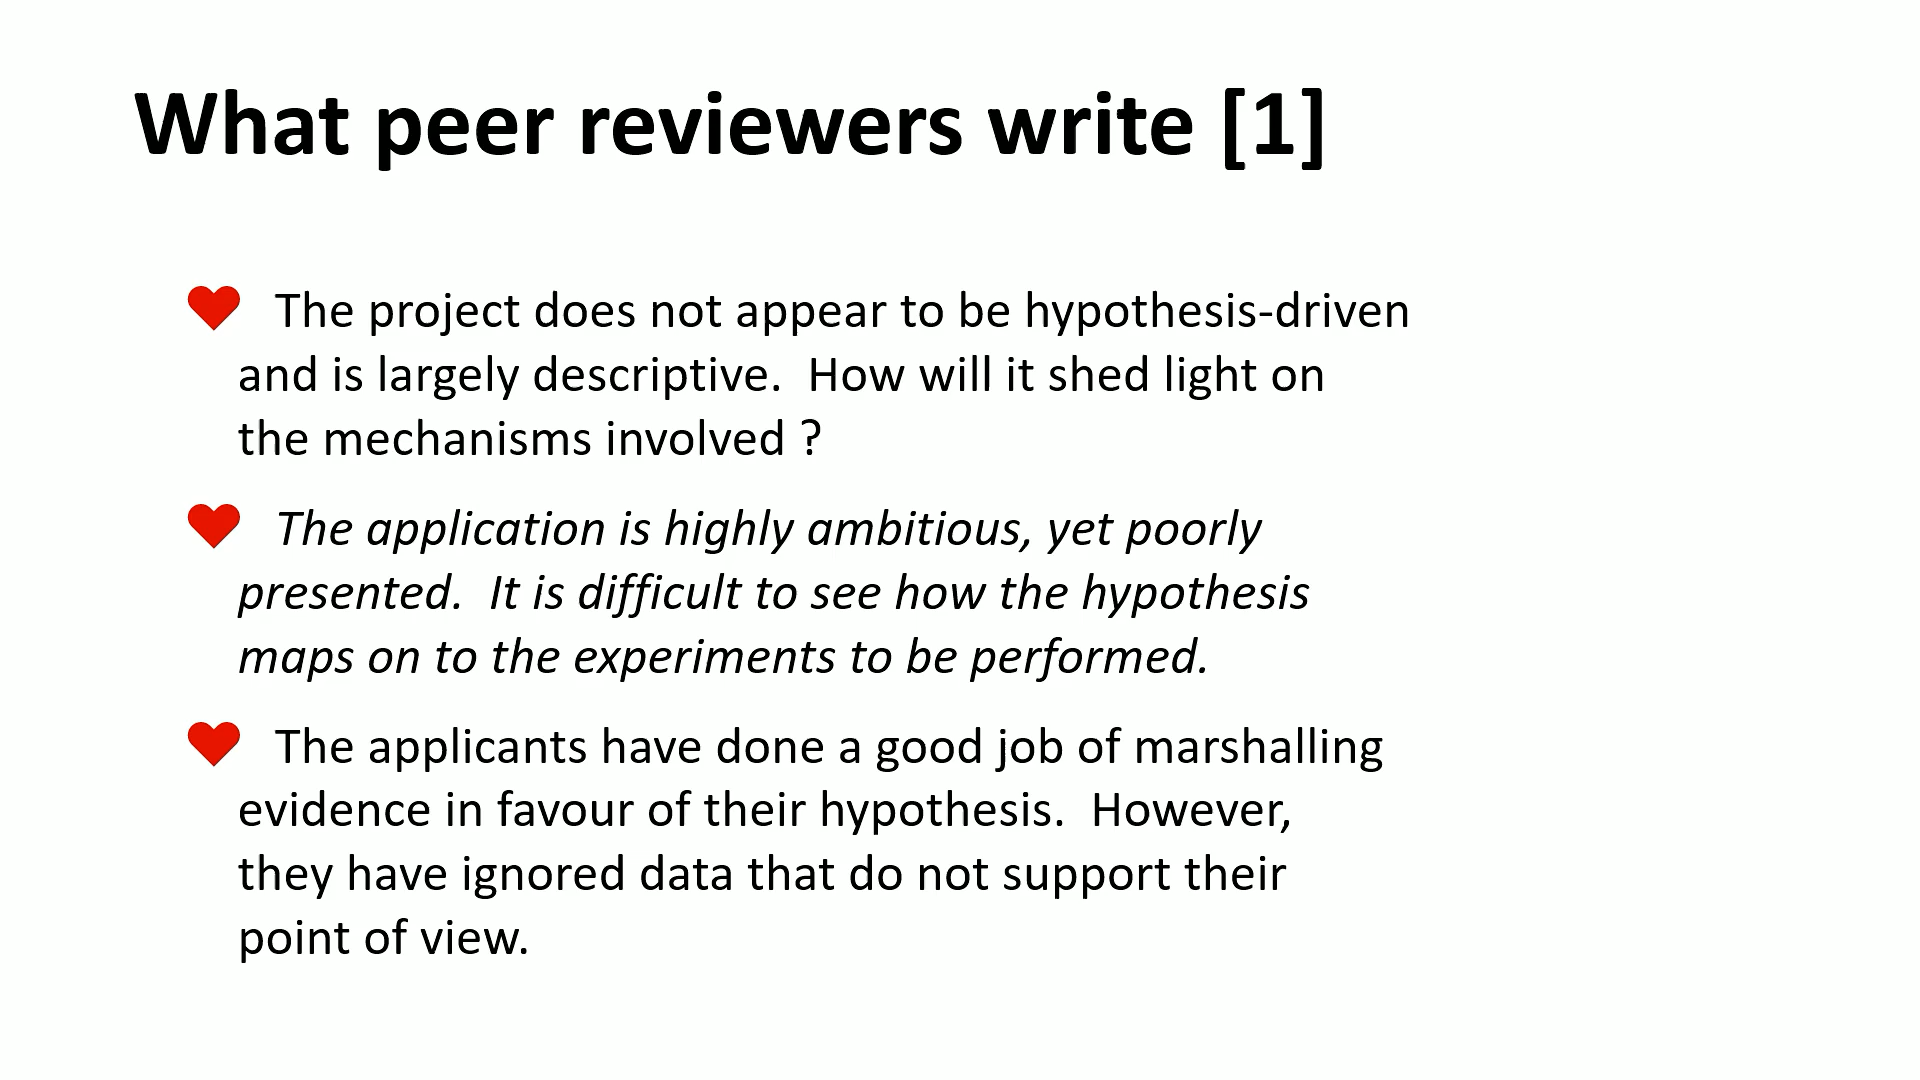 What peer reviewers write [1]
The project does not appear to be hypothesis-driven
and is largely descriptive.  How will it shed light on
the mechanisms involved ?
The application is highly ambitious, yet poorly
presented.  It is difficult to see how the hypothesis
maps on to the experiments to be performed.
The applicants have done a good job of marshalling
evidence in favour of their hypothesis.  However,
they have ignored data that do not support their
point of view.